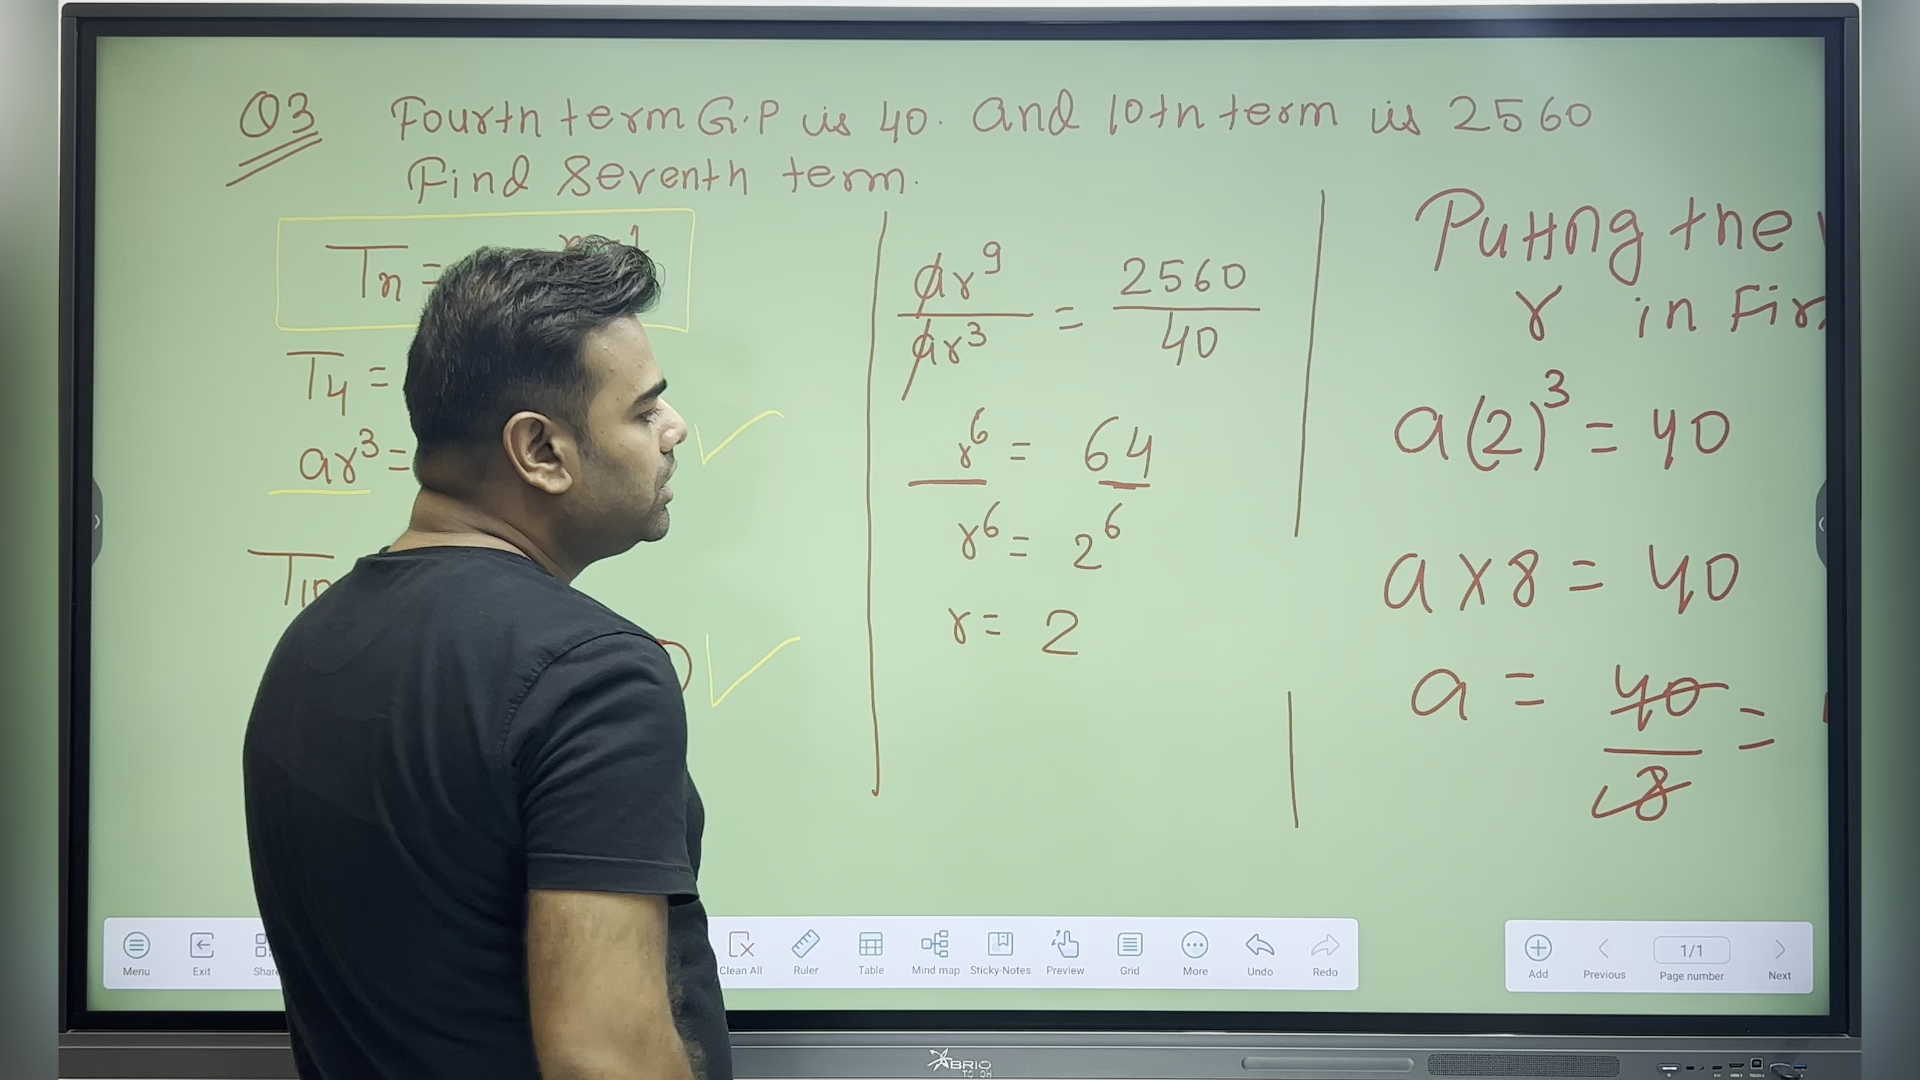 Q3 Fourth term G.P is 40. and 10th term is 2560
Find Seventh term.
Tn =
T4 =
ar³ =
ar⁹ / ar³ = 2560 / 40
r⁶ = 64
r⁶ = 2⁶
r = 2
Putting the
r in Fir
a(2)³ = 40
a x 8 = 40
a = 40 / 8 =
Menu Exit Share Clean All Ruler Table Mind map Sticky-Notes Preview Grid More Undo Redo
Add Previous 1/1 Page number Next
ABRIO
TOUCH